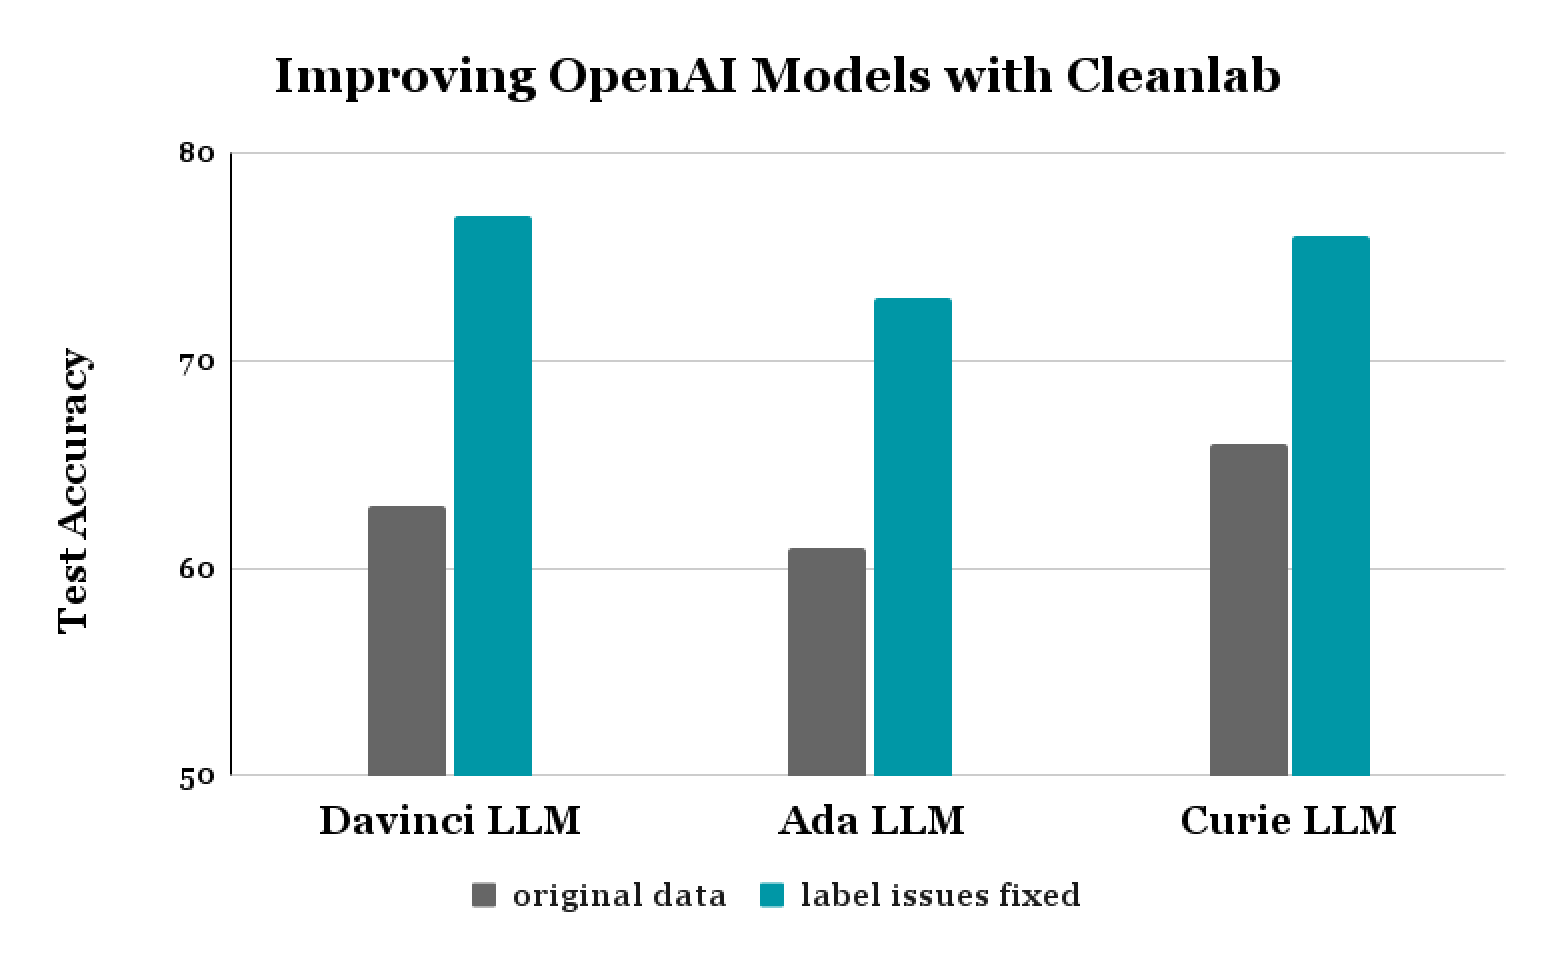 Improving OpenAI Models with Cleanlab
80
70
60
50
Test Accuracy
Davinci LLM
Ada LLM
Curie LLM
original data
label issues fixed